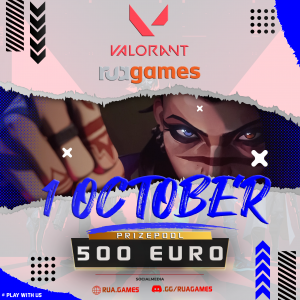 VALORANT
ruagames
1 OCTOBER
PRIZEPOOL
500 EURO
SOCIALMEDIA
RUA.GAMES
.GG/RUAGAMES
# PLAY WITH US